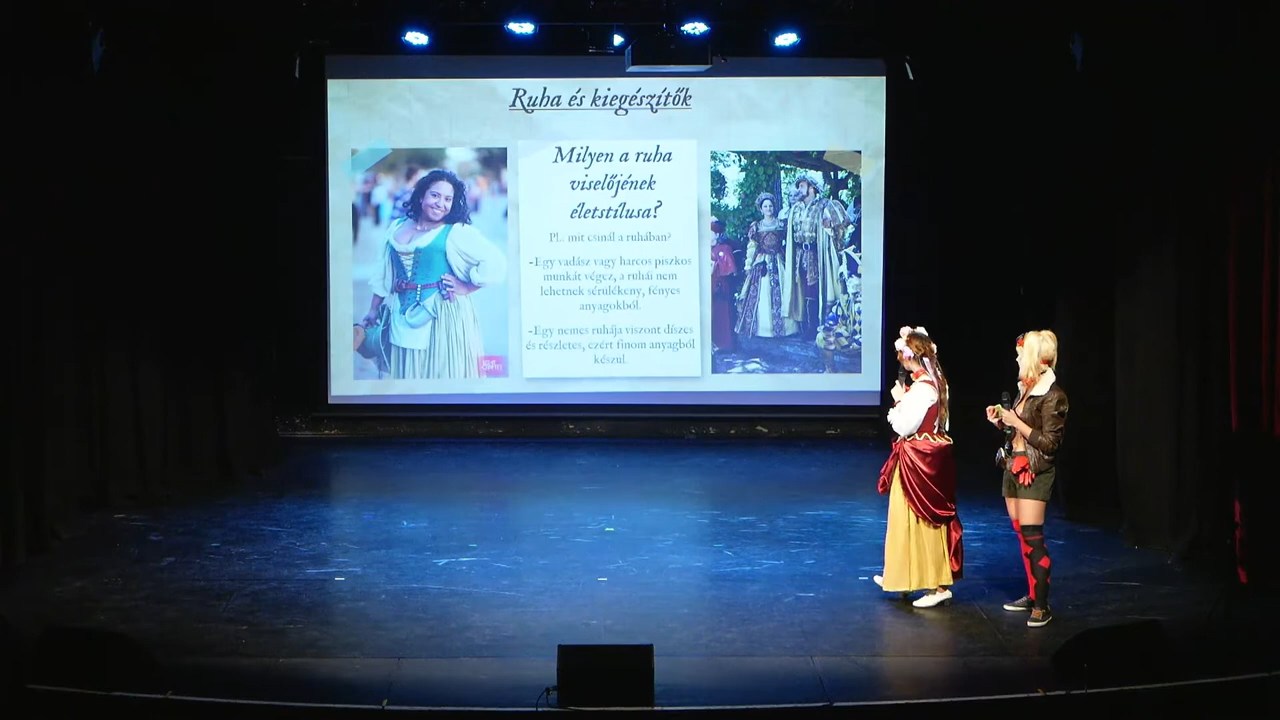 Ruha és kiegészítők
Milyen a ruha
viselőjének
életstílusa?
Pl.. mit csinál a ruhában?
-Egy vadász vagy harcos piszkos
munkát végez, a ruhái nem
lehetnek sérülékeny, fényes
anyagokból.
-Egy nemes ruhája viszont díszes
és részletes, ezért finom anyagból
készül.